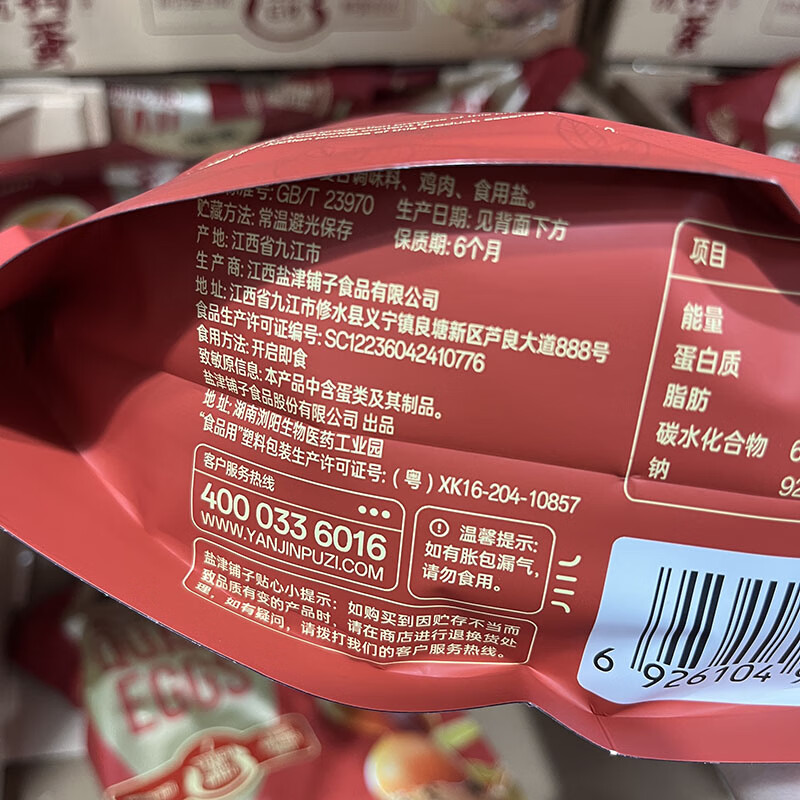 调味料、鸡肉、食用盐。
标准号: GB/T 23970
生产日期: 见背面下方
贮藏方法: 常温避光保存
保质期: 6个月
产地: 江西省九江市
生产商: 江西盐津铺子食品有限公司
地址: 江西省九江市修水县义宁镇良塘新区芦良大道888号
食品生产许可证编号: SC12236042410776
食用方法: 开启即食
致敏原信息: 本产品中含蛋类及其制品。
盐津铺子食品股份有限公司 出品
地址: 湖南浏阳生物医药工业园
“食品用”塑料包装生产许可证号: (粤) XK16-204-10857
客户服务热线
400 033 6016
WWW.YANJINPUZI.COM
温馨提示:
如有胀包漏气,
请勿食用。
盐津铺子贴心小提示: 如购买到因贮存不当而
致品质有变的产品时, 请在商店进行退换货处
理, 如有疑问, 请拨打我们的客户服务热线。
项目
能量
蛋白质
脂肪
碳水化合物
钠
6 926104
EGGS
蛋
蛋